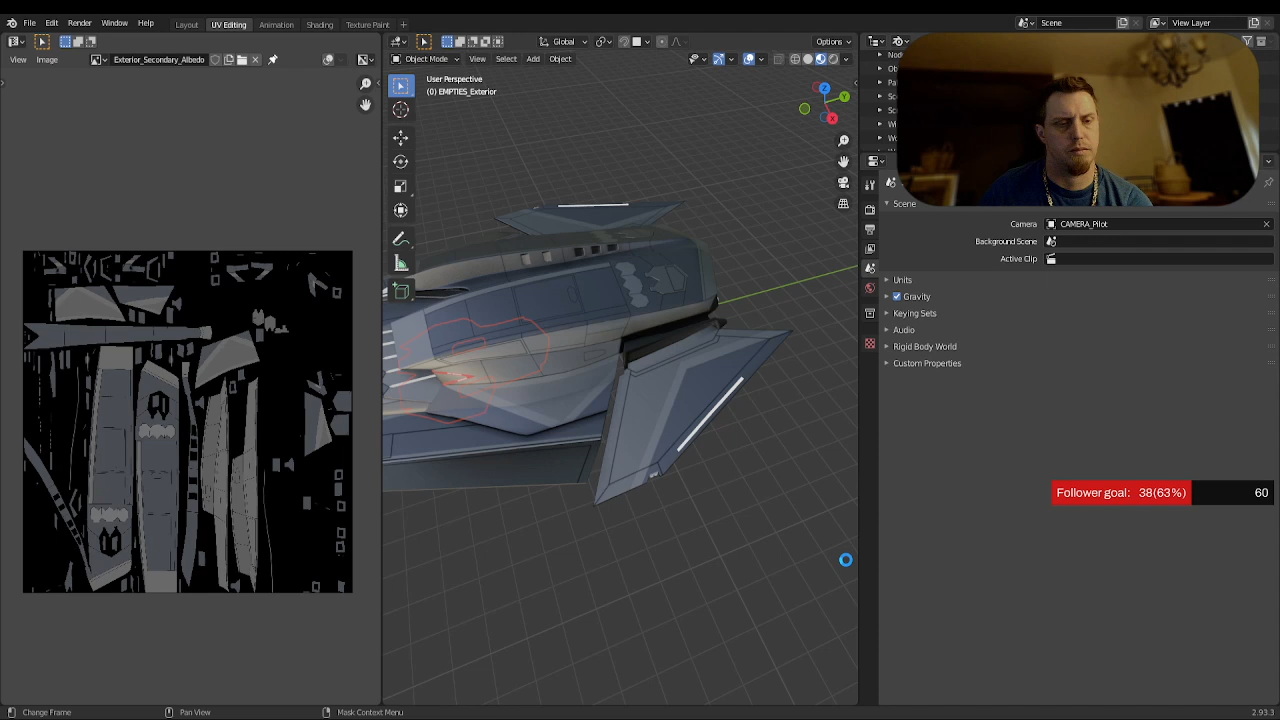 File Edit Render Window Help Layout UV Editing Animation Shading Texture Paint + Scene View Layer
View Image Exterior_Secondary_Albedo
Global Options
Object Mode View Select Add Object
User Perspective
(0) EMPTIES_Exterior
Z
Y
X
Scene
Camera CAMERA_Pilot
Background Scene
Active Clip
Units
Gravity
Keying Sets
Audio
Rigid Body World
Custom Properties
Follower goal: 38(63%) 60
Change Frame Pan View Mask Context Menu 2.93.3